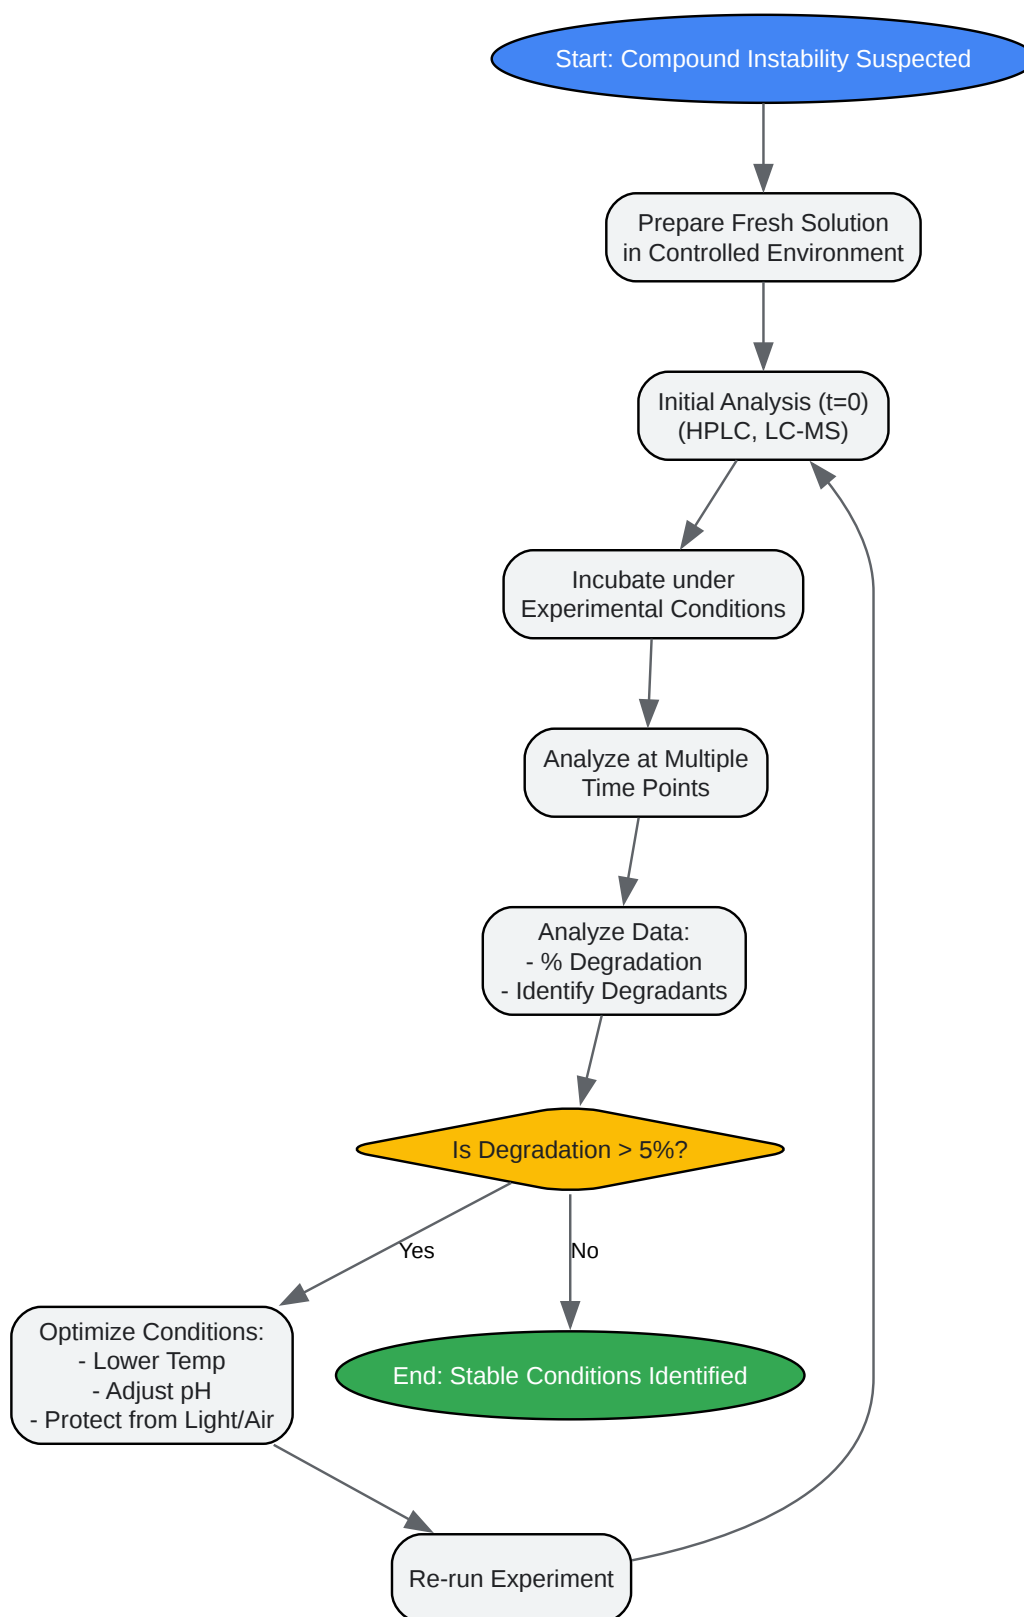 Start: Compound Instability Suspected
Prepare Fresh Solution
in Controlled Environment
Initial Analysis (t=0)
(HPLC, LC-MS)
Incubate under
Experimental Conditions
Analyze at Multiple
Time Points
Analyze Data:
- % Degradation
- Identify Degradants
Is Degradation > 5%?
Yes
No
Optimize Conditions:
- Lower Temp
- Adjust pH
- Protect from Light/Air
End: Stable Conditions Identified
Re-run Experiment